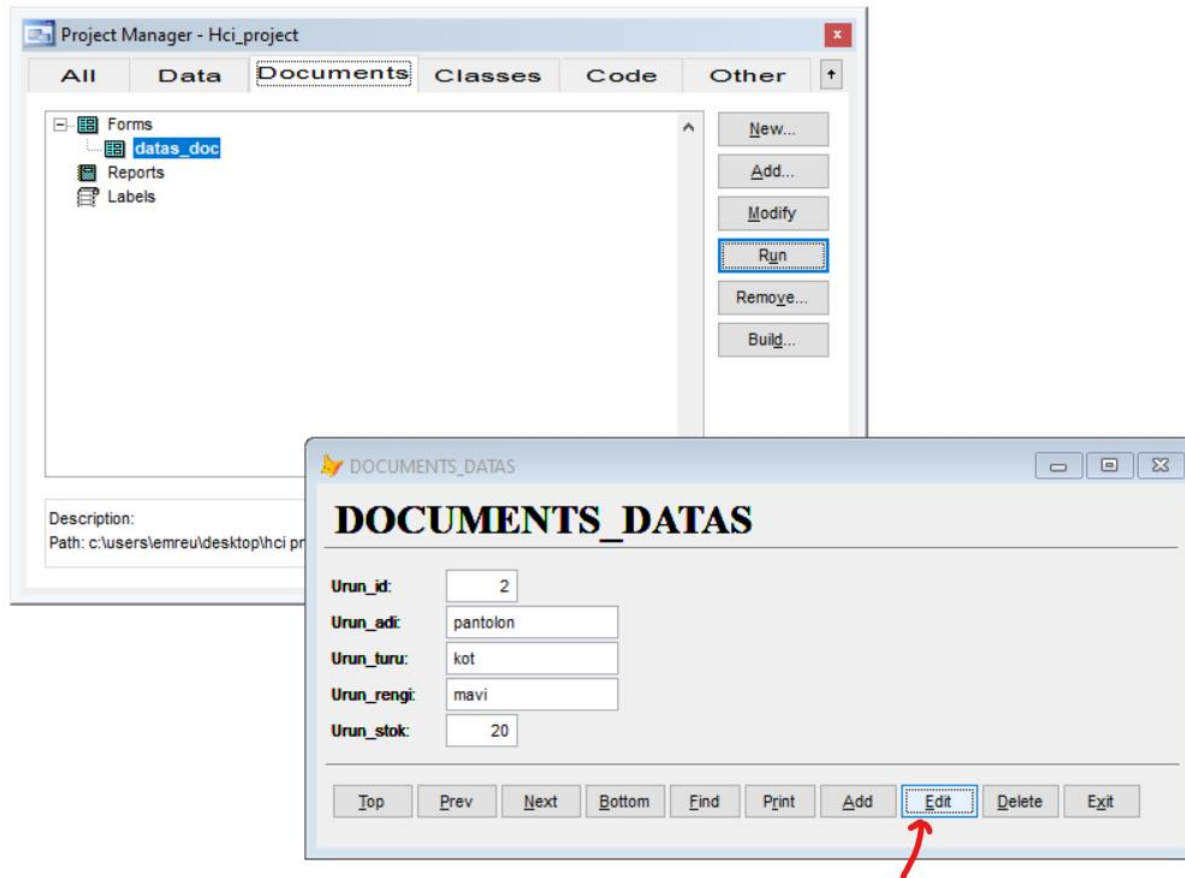 Project Manager - Hci_project
All Data Documents Classes Code Other
Forms
datas_doc
Reports
Labels
New...
Add...
Modify
Run
Remove...
Build...
Description:
Path: c:\users\emreu\desktop\hci pr
DOCUMENTS_DATAS
DOCUMENTS_DATAS
Urun_id: 2
Urun_adi: pantolon
Urun_turu: kot
Urun_rengi: mavi
Urun_stok: 20
Top Prev Next Bottom Find Print Add Edit Delete Exit